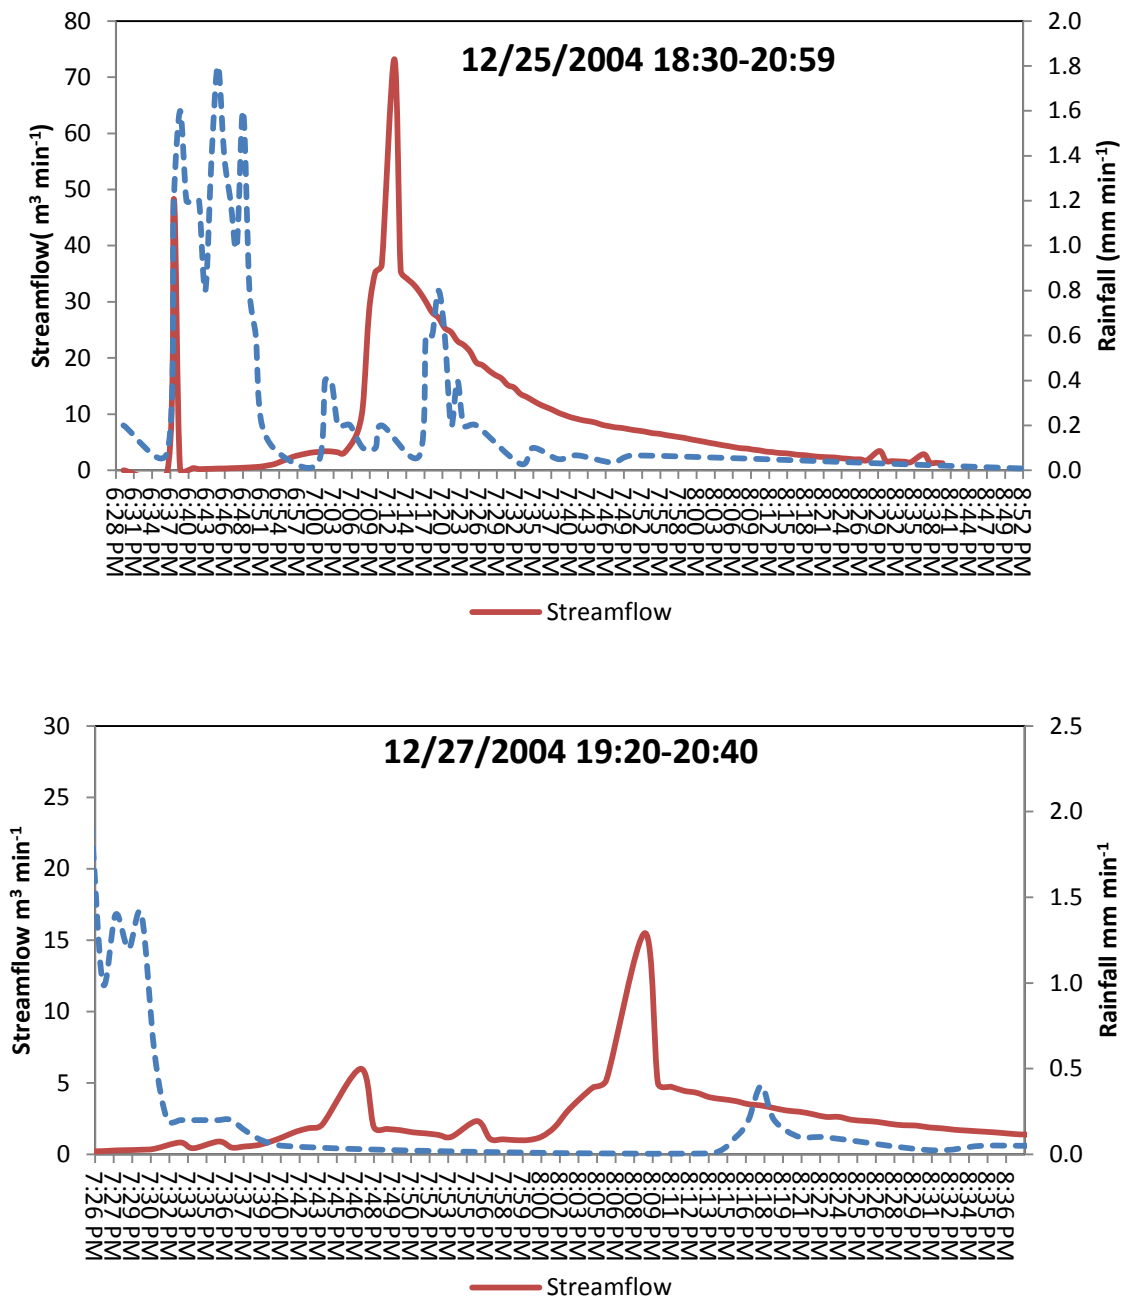 12/25/2004 18:30-20:59
Streamflow( m³ min⁻¹)
80
70
60
50
40
30
20
10
0
2.0
1.8
1.6
1.4
1.2
1.0
0.8
0.6
0.4
0.2
0.0
Rainfall (mm min⁻¹)
6:28 PM
6:31 PM
6:34 PM
6:37 PM
6:40 PM
6:43 PM
6:46 PM
6:48 PM
6:51 PM
6:54 PM
6:57 PM
7:00 PM
7:03 PM
7:06 PM
7:09 PM
7:12 PM
7:14 PM
7:17 PM
7:20 PM
7:23 PM
7:26 PM
7:29 PM
7:32 PM
7:35 PM
7:37 PM
7:40 PM
7:43 PM
7:46 PM
7:49 PM
7:52 PM
7:55 PM
7:58 PM
8:00 PM
8:03 PM
8:06 PM
8:09 PM
8:12 PM
8:15 PM
8:18 PM
8:21 PM
8:24 PM
8:26 PM
8:29 PM
8:32 PM
8:35 PM
8:38 PM
8:41 PM
8:44 PM
8:47 PM
8:49 PM
8:52 PM
Streamflow
12/27/2004 19:20-20:40
Streamflow m³ min⁻¹
30
25
20
15
10
5
0
2.5
2.0
1.5
1.0
0.5
0.0
Rainfall mm min⁻¹
7:26 PM
7:27 PM
7:29 PM
7:30 PM
7:32 PM
7:33 PM
7:35 PM
7:36 PM
7:37 PM
7:39 PM
7:40 PM
7:42 PM
7:43 PM
7:45 PM
7:46 PM
7:48 PM
7:49 PM
7:50 PM
7:52 PM
7:53 PM
7:55 PM
7:56 PM
7:58 PM
7:59 PM
8:00 PM
8:02 PM
8:03 PM
8:05 PM
8:06 PM
8:08 PM
8:09 PM
8:11 PM
8:12 PM
8:13 PM
8:15 PM
8:16 PM
8:18 PM
8:19 PM
8:21 PM
8:22 PM
8:24 PM
8:25 PM
8:26 PM
8:28 PM
8:29 PM
8:31 PM
8:32 PM
8:34 PM
8:35 PM
8:36 PM
Streamflow